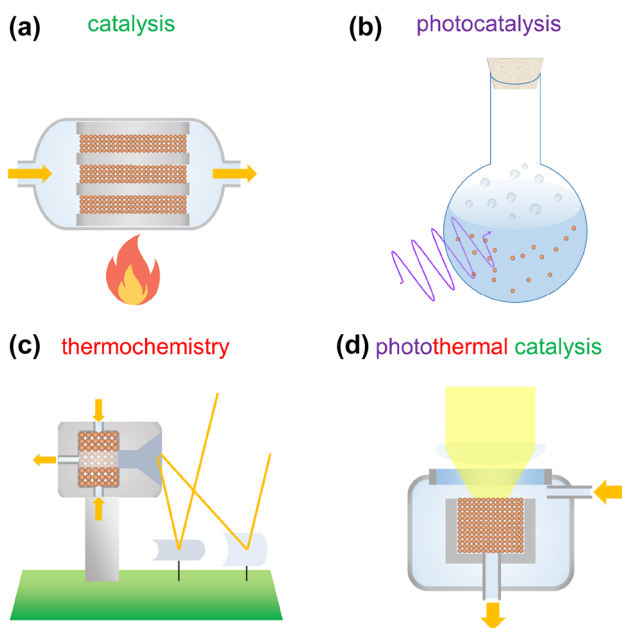 (a) catalysis
(b) photocatalysis
(c) thermochemistry
(d) photothermal catalysis